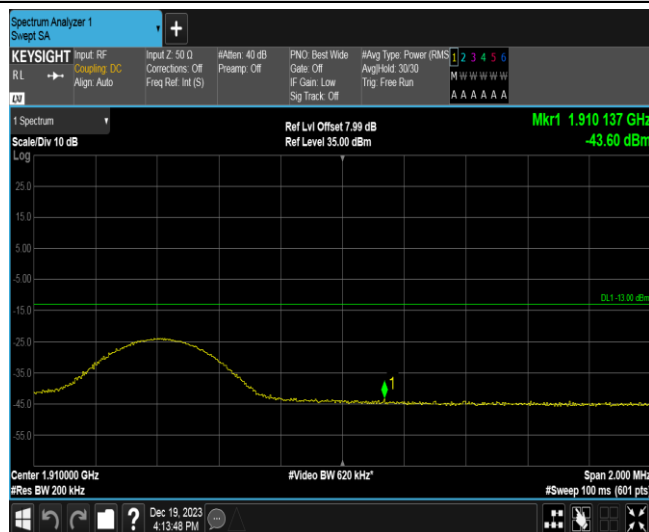 Spectrum Analyzer 1
Swept SA
KEYSIGHT
RL
LXI
Input: RF
Coupling: DC
Align: Auto
Input Z: 50 Ω
Corrections: Off
Freq Ref: Int (S)
#Atten: 40 dB
Preamp: Off
PNO: Best Wide
Gate: Off
IF Gain: Low
Sig Track: Off
#Avg Type: Power (RMS
Avg|Hold: 30/30
Trig: Free Run
1 2 3 4 5 6
M W W W W W
A A A A A A
1 Spectrum
Scale/Div 10 dB
Ref Lvl Offset 7.99 dB
Ref Level 35.00 dBm
Mkr1 1.910 137 GHz
-43.60 dBm
Log
25.0
15.0
5.00
-5.00
DL1 -13.00 dBm
-15.0
-25.0
-35.0
1
-45.0
-55.0
Center 1.910000 GHz
#Video BW 620 kHz*
Span 2.000 MHz
#Res BW 200 kHz
#Sweep 100 ms (601 pts)
?
Dec 19, 2023
4:13:48 PM